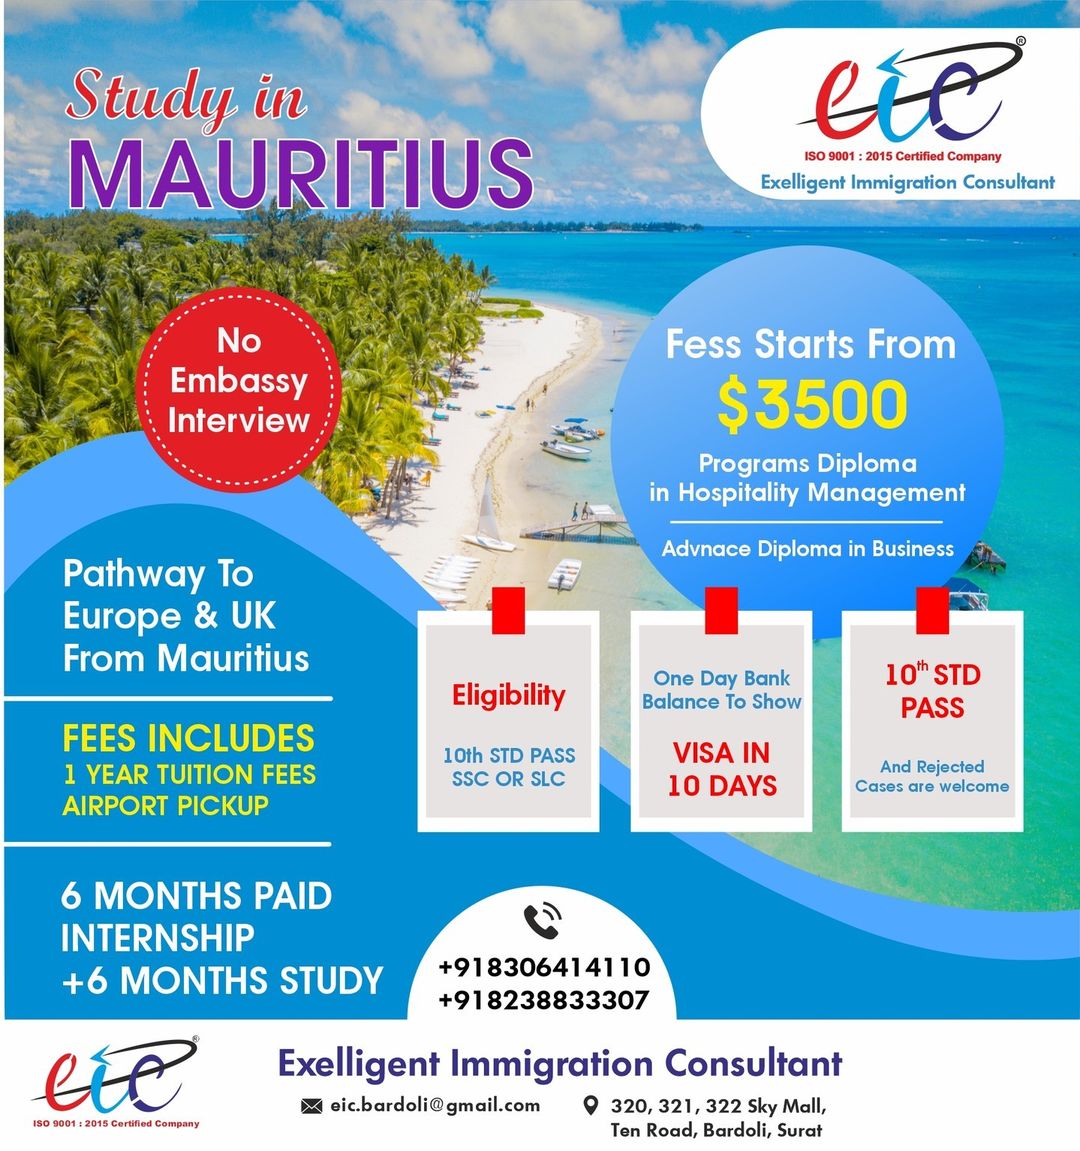 Study in
MAURITIUS
eic®
ISO 9001 : 2015 Certified Company
Exelligent Immigration Consultant
No
Embassy
Interview
Fess Starts From
$3500
Programs Diploma
in Hospitality Management
Advnace Diploma in Business
Pathway To
Europe & UK
From Mauritius
FEES INCLUDES
1 YEAR TUITION FEES
AIRPORT PICKUP
6 MONTHS PAID
INTERNSHIP
+6 MONTHS STUDY
Eligibility
10th STD PASS
SSC OR SLC
One Day Bank
Balance To Show
VISA IN
10 DAYS
10th STD
PASS
And Rejected
Cases are welcome
+918306414110
+918238833307
eic®
ISO 9001 : 2015 Certified Company
Exelligent Immigration Consultant
eic.bardoli@gmail.com
320, 321, 322 Sky Mall,
Ten Road, Bardoli, Surat